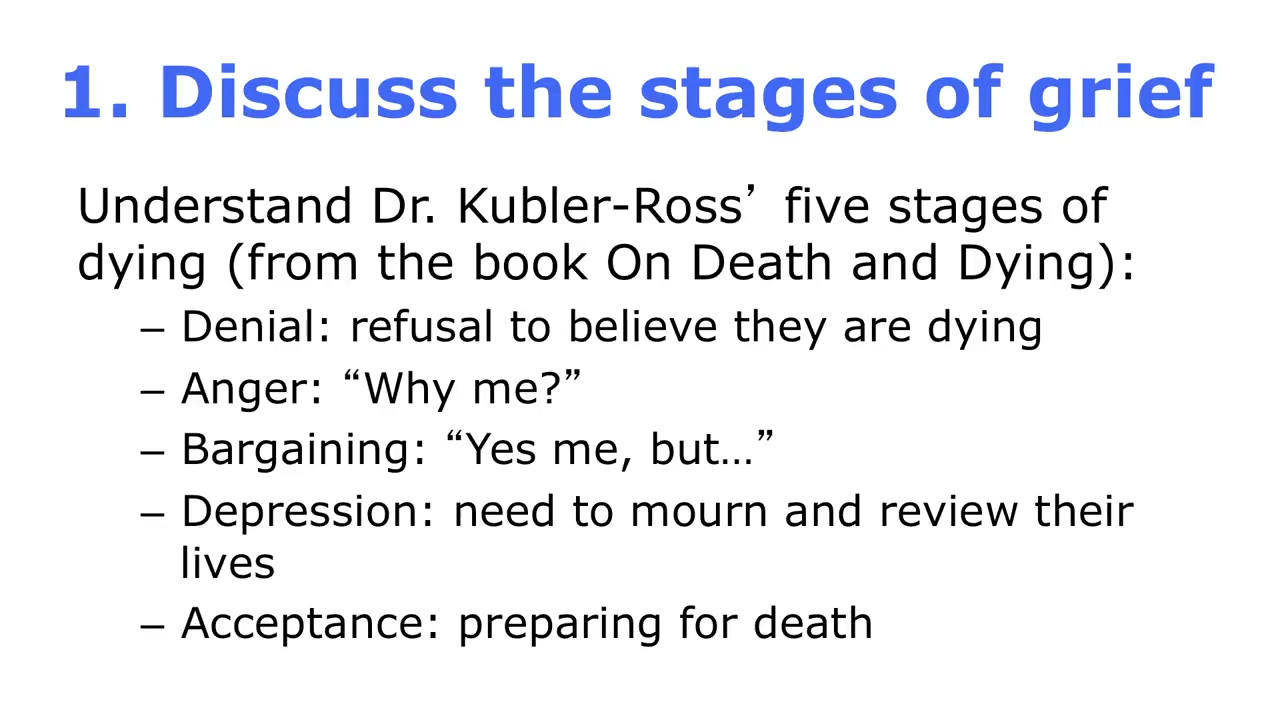 1. Discuss the stages of grief
Understand Dr. Kubler-Ross’ five stages of
dying (from the book On Death and Dying):
– Denial: refusal to believe they are dying
– Anger: “Why me?”
– Bargaining: “Yes me, but…”
– Depression: need to mourn and review their
lives
– Acceptance: preparing for death